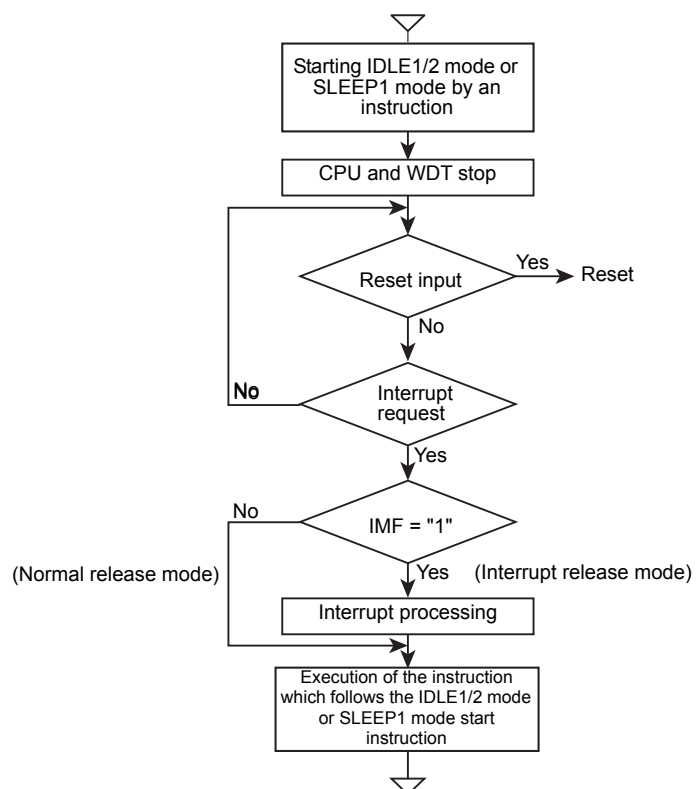 Starting IDLE1/2 mode or
SLEEP1 mode by an
instruction
CPU and WDT stop
Reset input
Yes
Reset
No
Interrupt
request
No
Yes
IMF = "1"
No
(Normal release mode)
Yes
(Interrupt release mode)
Interrupt processing
Execution of the instruction
which follows the IDLE1/2 mode
or SLEEP1 mode start
instruction